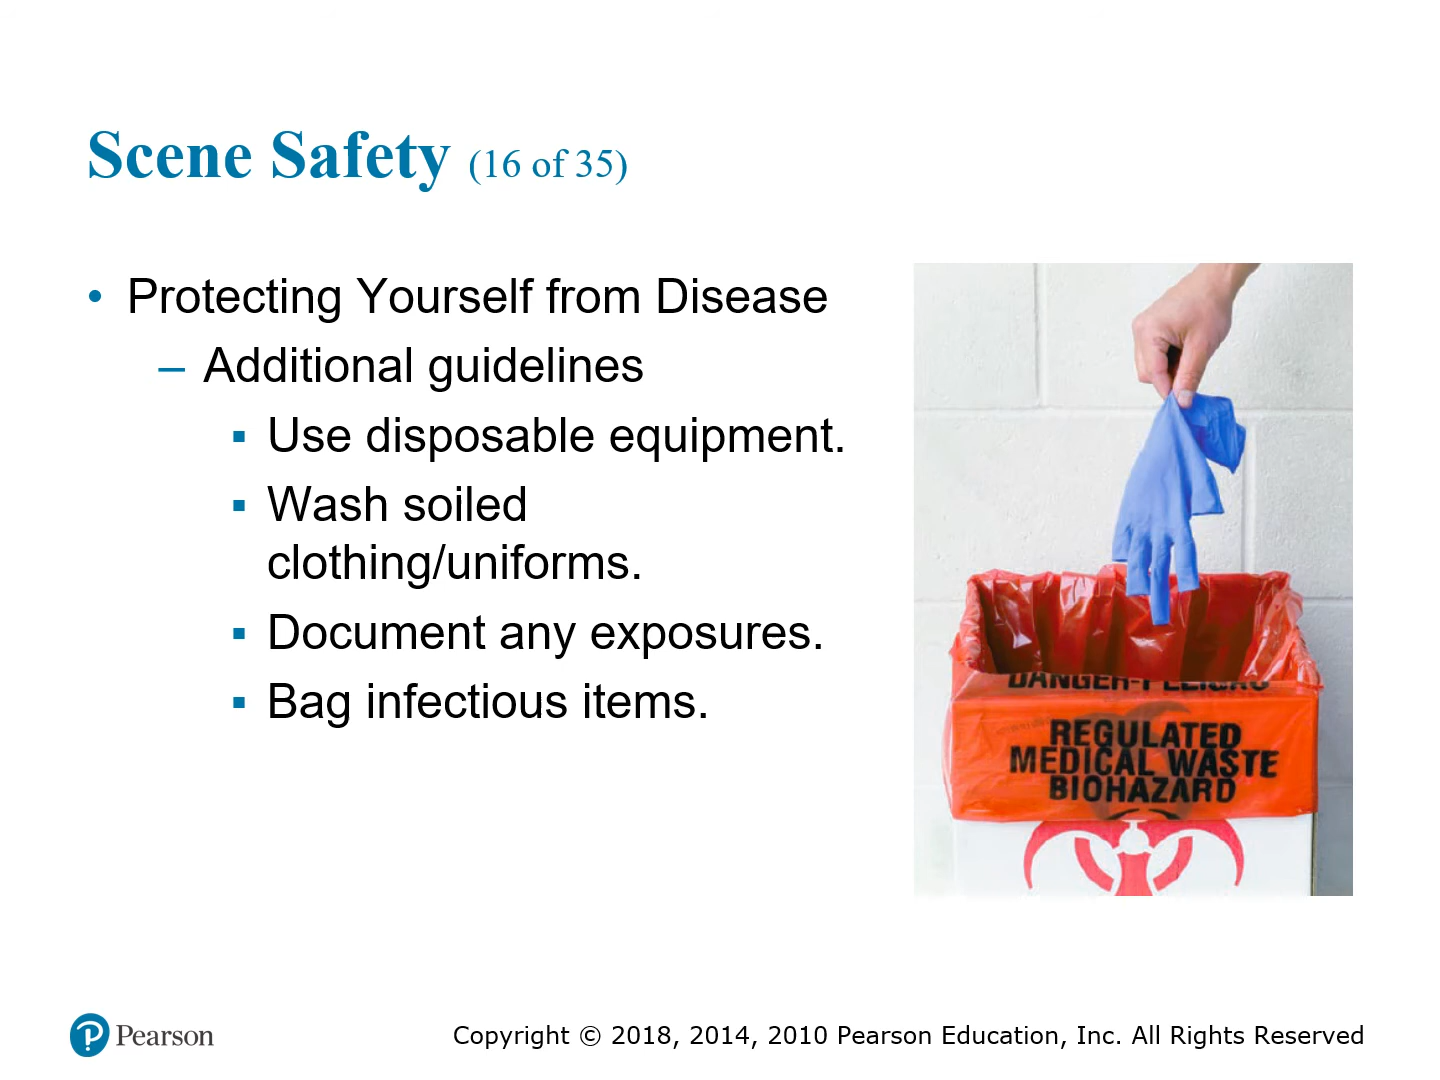 Scene Safety (16 of 35)
• Protecting Yourself from Disease
– Additional guidelines
▪ Use disposable equipment.
▪ Wash soiled
clothing/uniforms.
▪ Document any exposures.
▪ Bag infectious items.
REGULATED
MEDICAL WASTE
BIOHAZARD
Pearson
Copyright © 2018, 2014, 2010 Pearson Education, Inc. All Rights Reserved